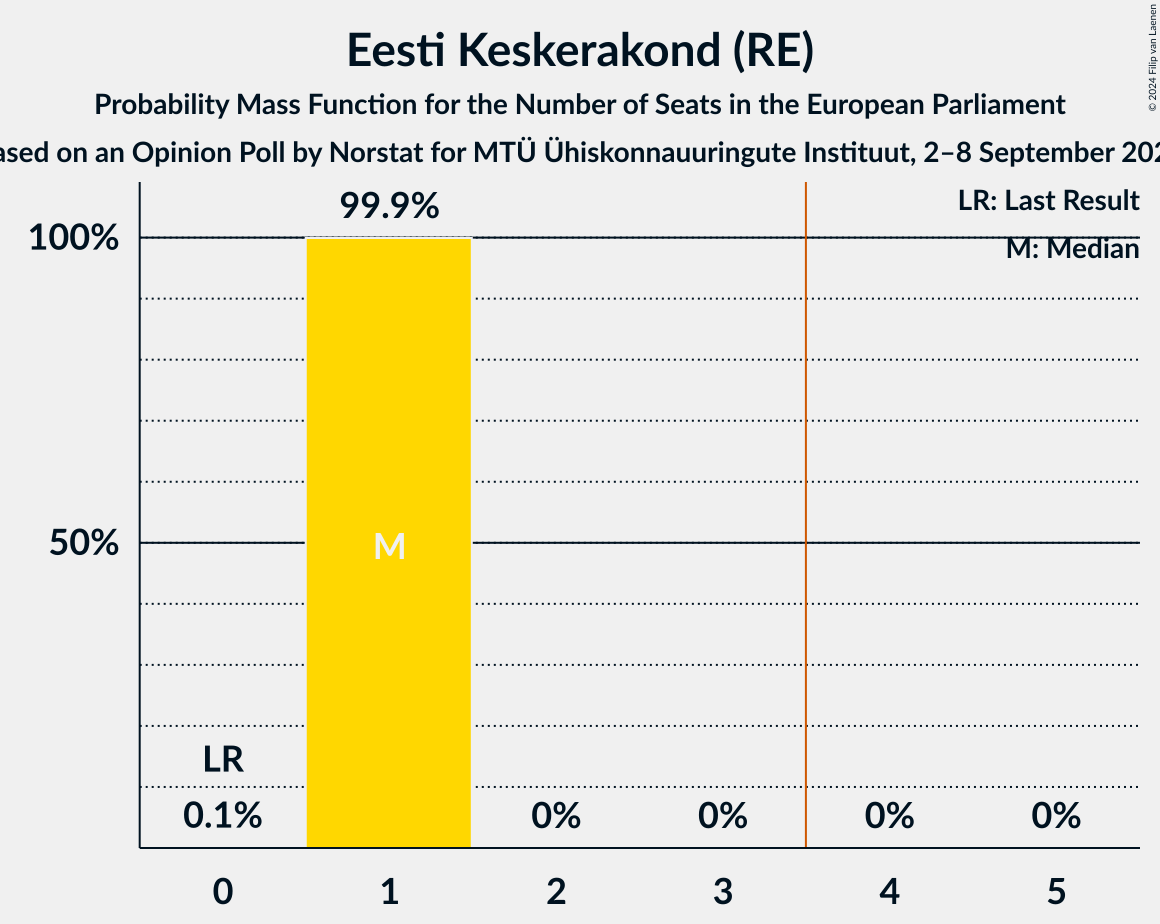 Eesti Keskerakond (RE)
Probability Mass Function for the Number of Seats in the European Parliament
on an Opinion Poll by Norstat for MTÜ Ühiskonnauuringute Instituut, 2–8 September
© 2024 Filip van Laenen
LR: Last Result
M: Median
99.9%
100%
50%
M
LR
0.1%
0%
0%
0%
0%
0
1
2
3
4
5